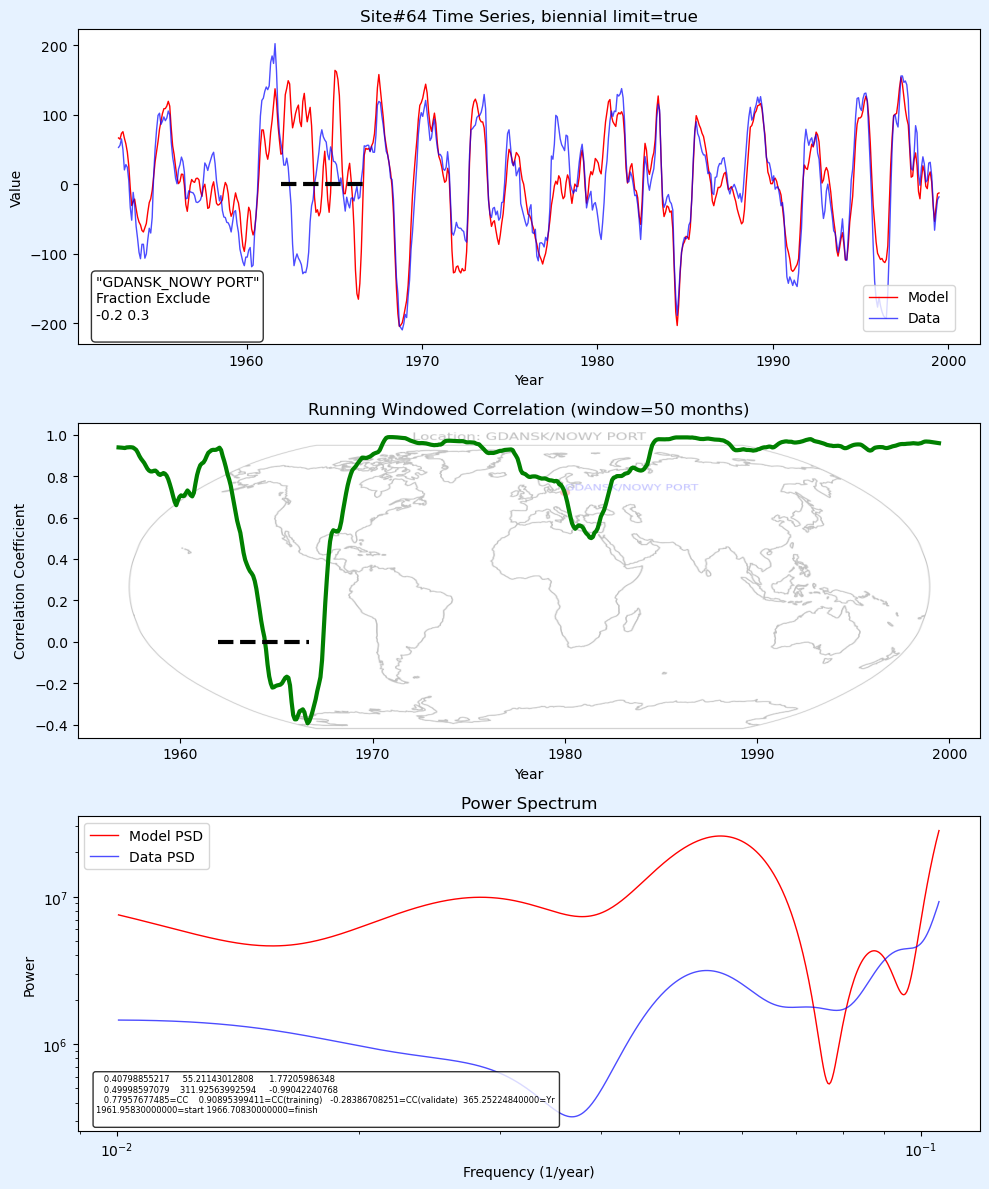 Site#64 Time Series, biennial limit=true
200
100
0
−100
−200
Value
"GDANSK_NOWY PORT"
Fraction Exclude
-0.2 0.3
Model
Data
1960
1970
1980
1990
2000
Year
Running Windowed Correlation (window=50 months)
Location: GDANSK/NOWY PORT
GDANSK/NOWY PORT
1.0
0.8
0.6
0.4
0.2
0.0
−0.2
−0.4
Correlation Coefficient
1960
1970
1980
1990
2000
Year
Power Spectrum
Model PSD
Data PSD
10⁷
10⁶
Power
0.40798855217 55.21143012808 1.77205986348
0.49998597079 311.92563992594 -0.99042240768
0.77957677485=CC 0.90895399411=CC(training) -0.28386708251=CC(validate) 365.25224840000=Yr
1961.95830000000=start 1966.70830000000=finish
10⁻²
10⁻¹
Frequency (1/year)